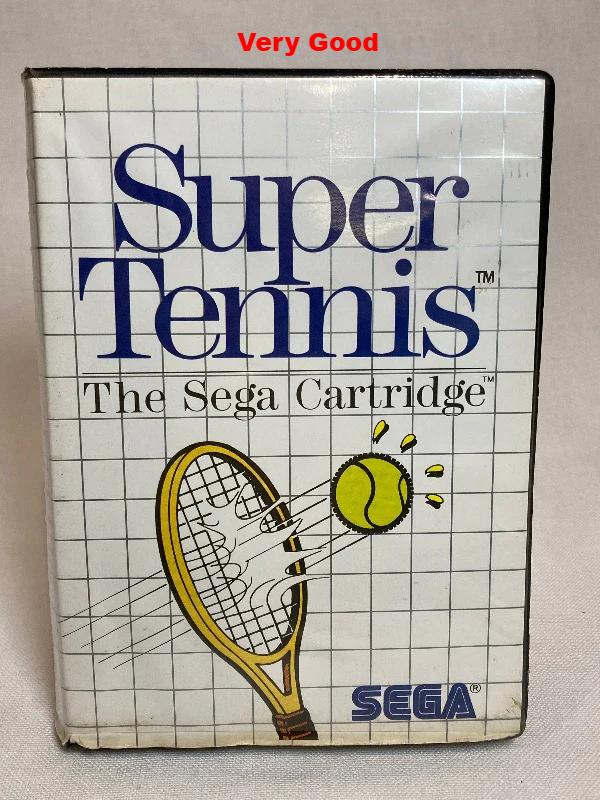 Very Good
Super
Tennis™
The Sega Cartridge™
SEGA®